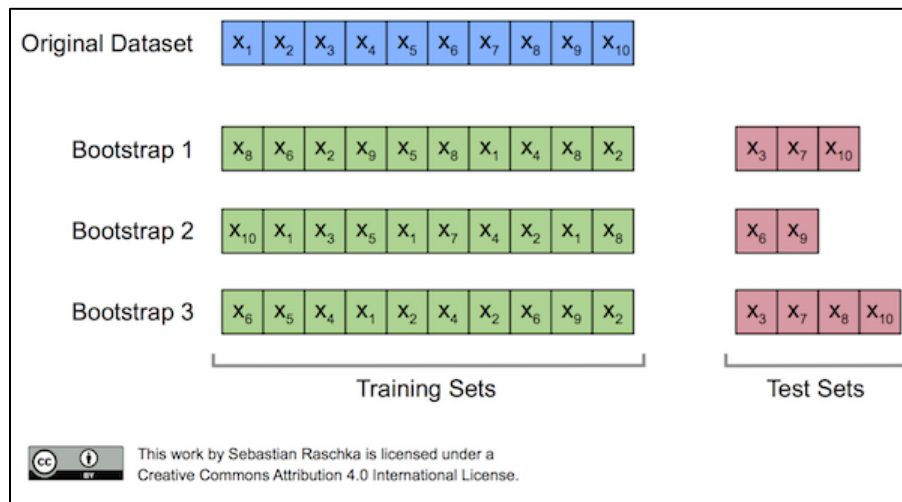 Original Dataset x₁ x₂ x₃ x₄ x₅ x₆ x₇ x₈ x₉ x₁₀
Bootstrap 1 x₈ x₆ x₂ x₉ x₅ x₈ x₁ x₄ x₈ x₂ x₃ x₇ x₁₀
Bootstrap 2 x₁₀ x₁ x₃ x₅ x₁ x₇ x₄ x₂ x₁ x₈ x₆ x₉
Bootstrap 3 x₆ x₅ x₄ x₁ x₂ x₄ x₂ x₆ x₉ x₂ x₃ x₇ x₈ x₁₀
Training Sets Test Sets
cc BY
This work by Sebastian Raschka is licensed under a
Creative Commons Attribution 4.0 International License.